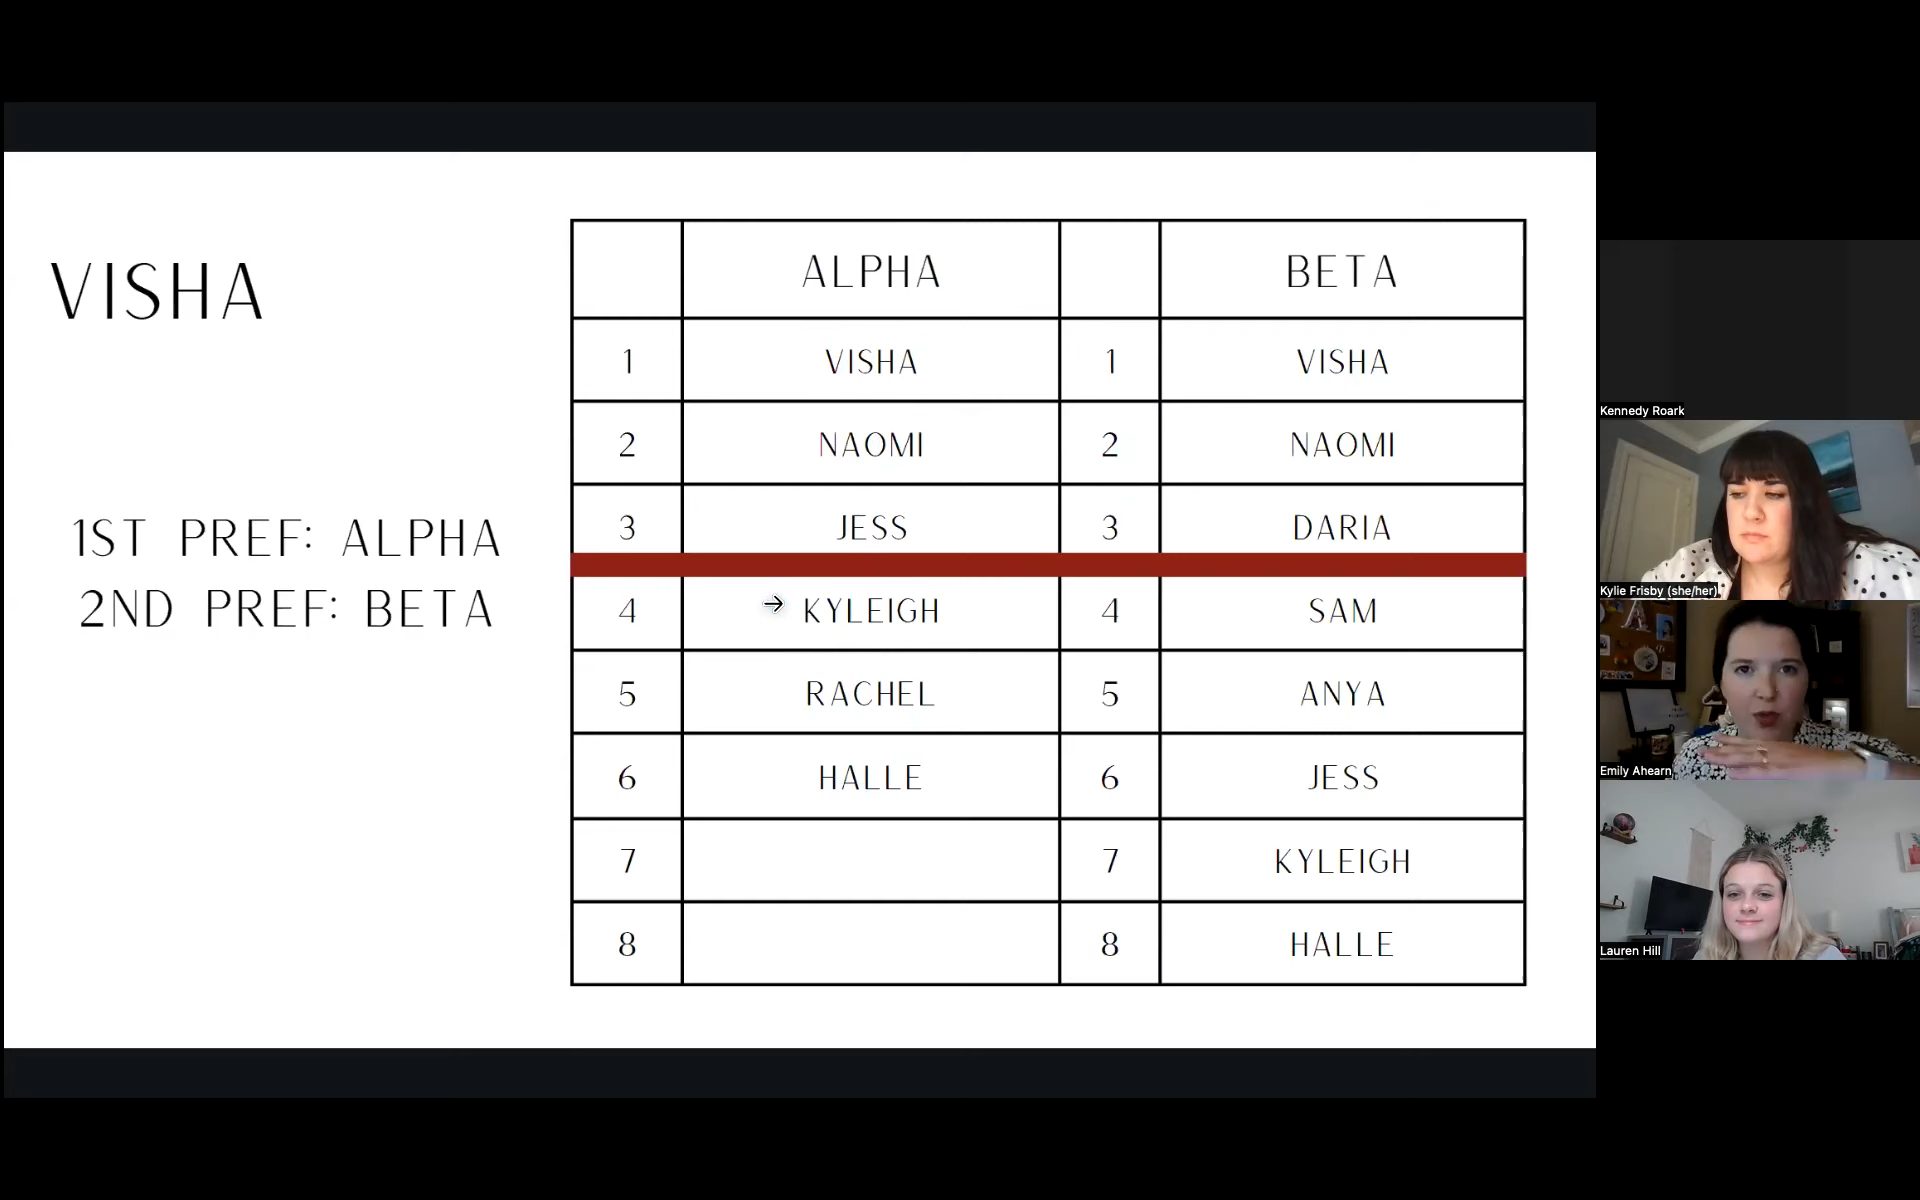 VISHA
1ST PREF: ALPHA
2ND PREF: BETA
ALPHA BETA
1 VISHA 1 VISHA
2 NAOMI 2 NAOMI
3 JESS 3 DARIA
4 KYLEIGH 4 SAM
5 RACHEL 5 ANYA
6 HALLE 6 JESS
7 7 KYLEIGH
8 8 HALLE
Kennedy Roark
Kylie Frisby (she/her)
Emily Ahearn
Lauren Hill